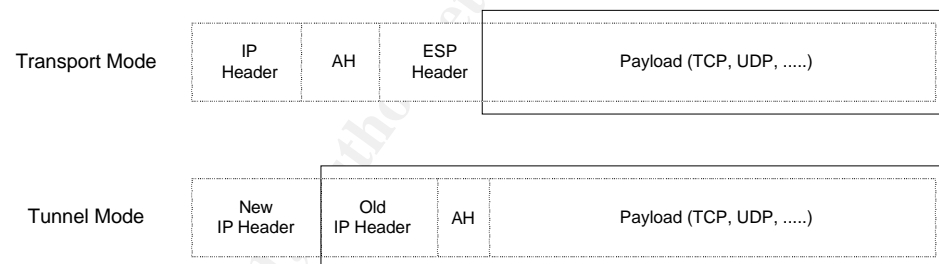 Transport Mode
IP
Header
AH
ESP
Header
Payload (TCP, UDP, .....)
Tunnel Mode
New
IP Header
Old
IP Header
AH
Payload (TCP, UDP, .....)